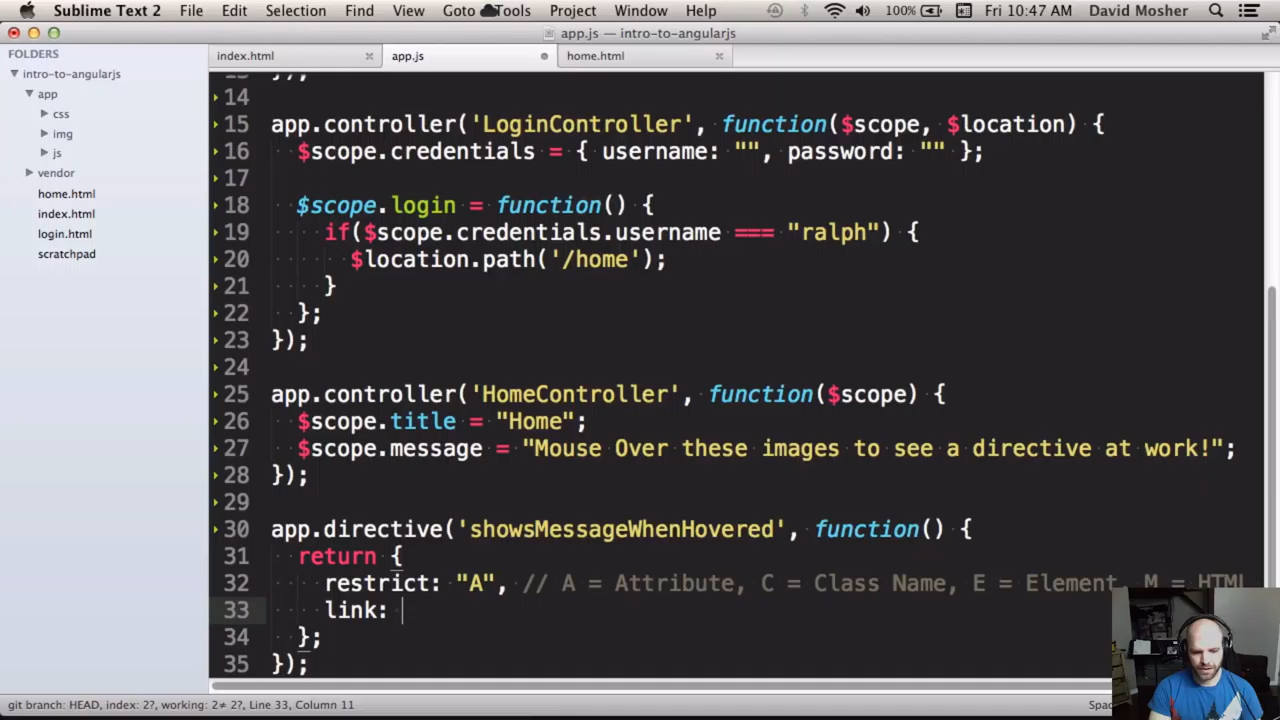 Sublime Text 2 File Edit Selection Find View Goto Tools Project Window Help 100% Fri 10:47 AM David Mosher
app.js — intro-to-angularjs
FOLDERS
intro-to-angularjs
app
css
img
js
vendor
home.html
index.html
login.html
scratchpad
index.html app.js home.html
14
15 app.controller('LoginController', function($scope, $location) {
16 $scope.credentials = { username: "", password: "" };
17
18 $scope.login = function() {
19 if($scope.credentials.username === "ralph") {
20 $location.path('/home');
21 }
22 };
23 });
24
25 app.controller('HomeController', function($scope) {
26 $scope.title = "Home";
27 $scope.message = "Mouse Over these images to see a directive at work!";
28 });
29
30 app.directive('showsMessageWhenHovered', function() {
31 return {
32 restrict: "A", // A = Attribute, C = Class Name, E = Element, M = HTML
33 link:
34 };
35 });
git branch: HEAD, index: 2?, working: 2≠ 2?, Line 33, Column 11